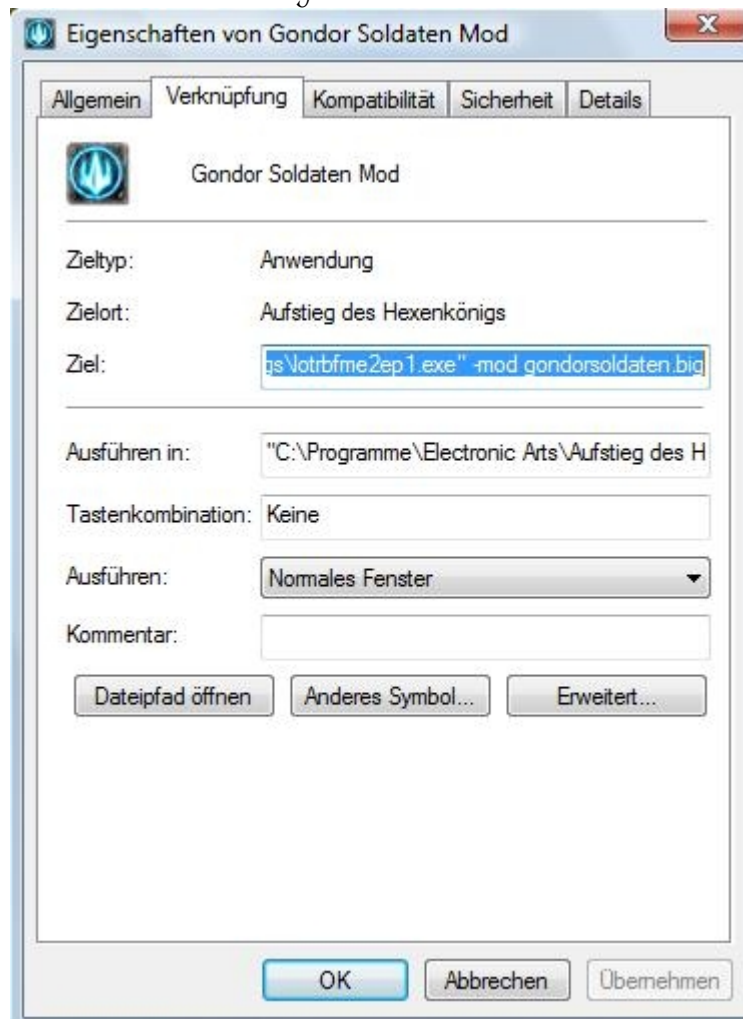 Eigenschaften von Gondor Soldaten Mod
Allgemein Verknüpfung Kompatibilität Sicherheit Details
Gondor Soldaten Mod
Zieltyp: Anwendung
Zielort: Aufstieg des Hexenkönigs
Ziel: gs\lotrbfme2ep1.exe" -mod gondorsoldaten.big
Ausführen in: "C:\Programme\Electronic Arts\Aufstieg des H
Tastenkombination: Keine
Ausführen: Normales Fenster
Kommentar:
Dateipfad öffnen Anderes Symbol... Erweitert...
OK Abbrechen Übernehmen